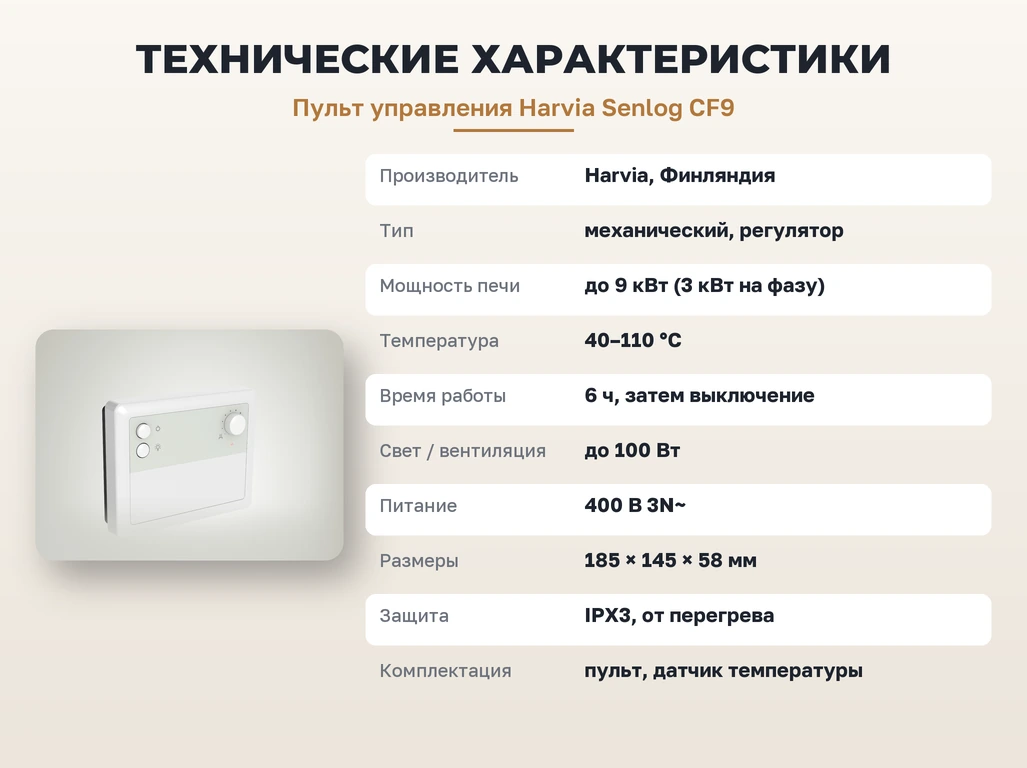 ТЕХНИЧЕСКИЕ ХАРАКТЕРИСТИКИ
Пульт управления Harvia Senlog CF9
Производитель Harvia, Финляндия
Тип механический, регулятор
Мощность печи до 9 кВт (3 кВт на фазу)
Температура 40–110 °C
Время работы 6 ч, затем выключение
Свет / вентиляция до 100 Вт
Питание 400 В 3N~
Размеры 185 × 145 × 58 мм
Защита IPX3, от перегрева
Комплектация пульт, датчик температуры